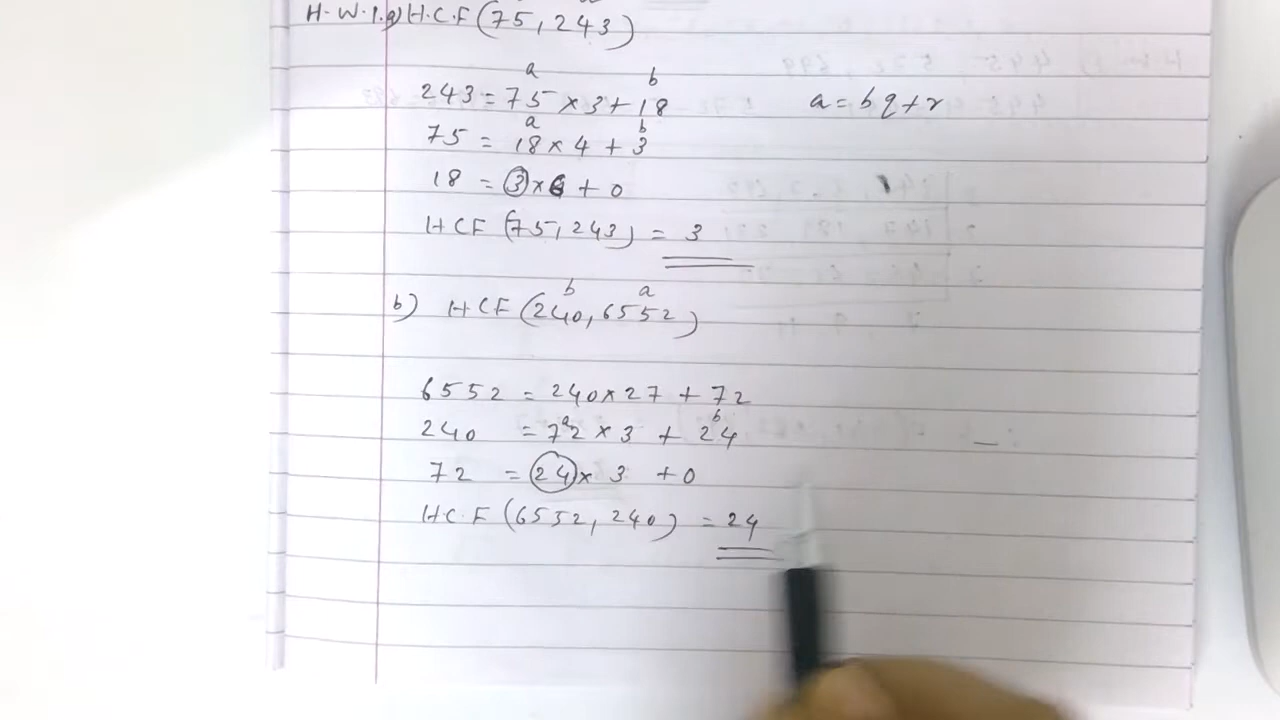 H.W.1.a) H.C.F (75, 243)
a b
243 = 75 × 3 + 18 a = bq + r
a b
75 = 18 × 4 + 3
18 = 3 × 6 + 0
HCF (75, 243) = 3
b a
b) HCF (240, 6552)
6552 = 240 × 27 + 72
a b
240 = 72 × 3 + 24
72 = 24 × 3 + 0
H.C.F (6552, 240) = 24